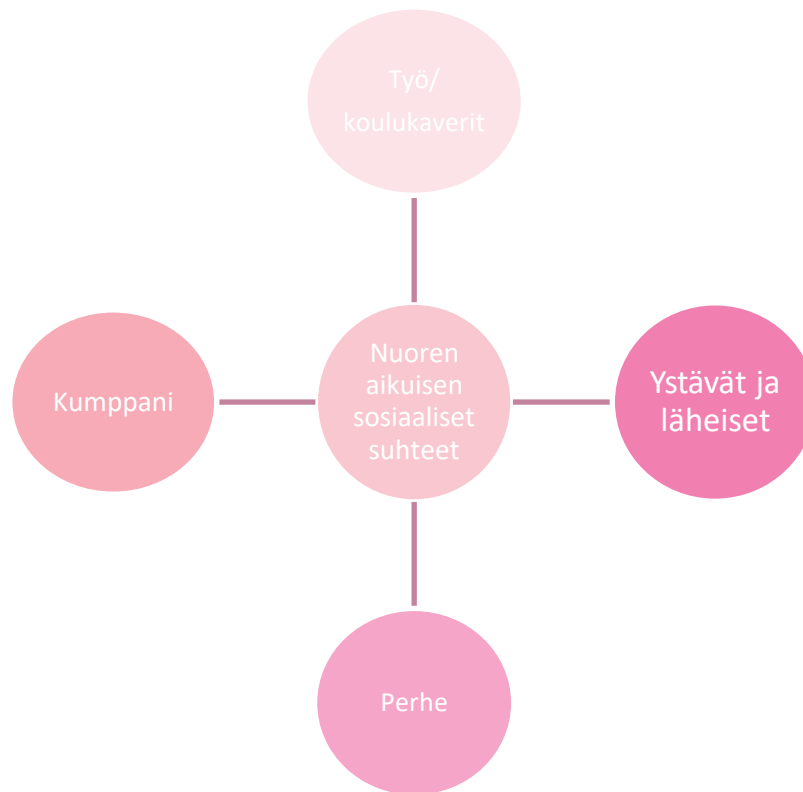 Työ/
koulukaverit
Kumppani
Nuoren
aikuisen
sosiaaliset
suhteet
Ystävät ja
läheiset
Perhe